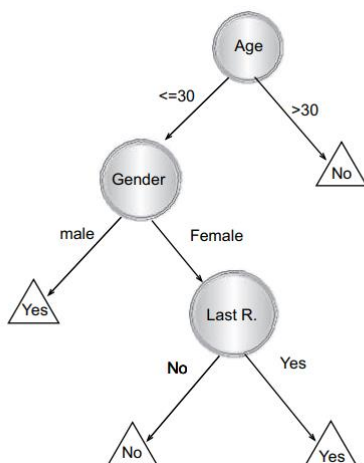 Age
<=30
>30
Gender
No
male
Female
Yes
Last R.
No
Yes
No
Yes